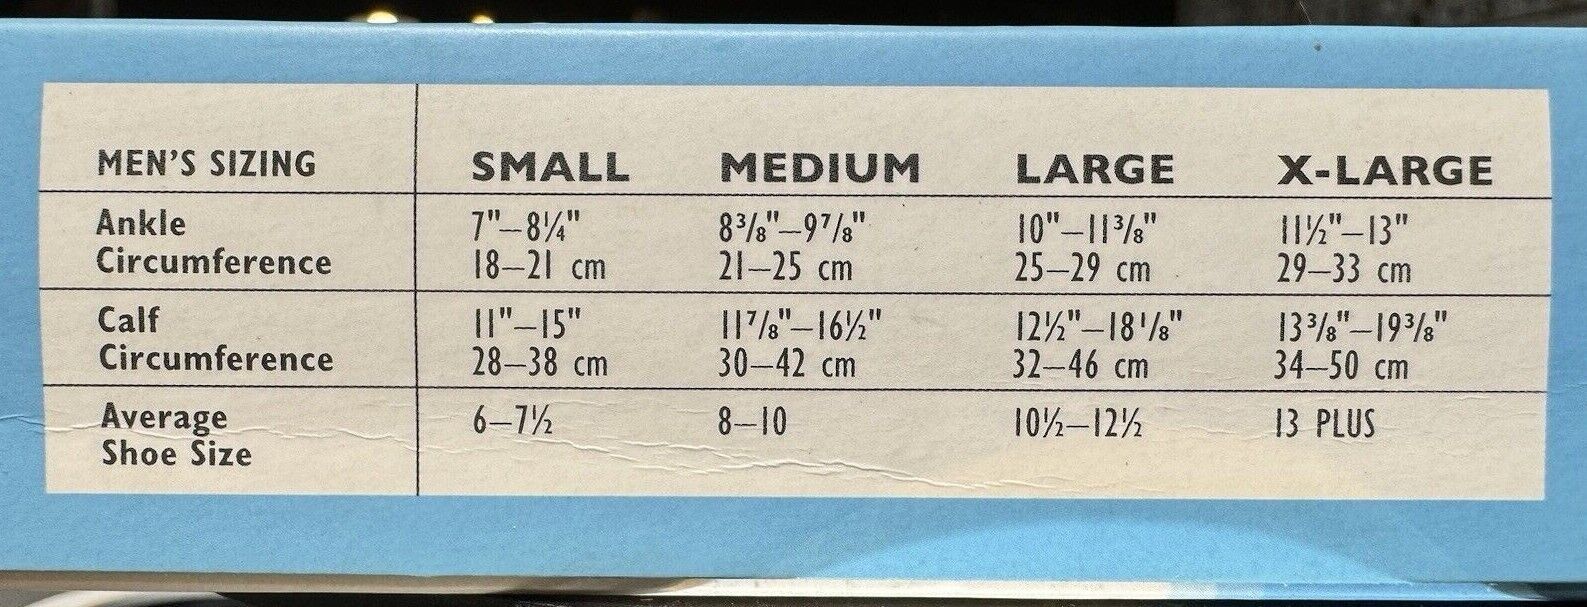 MEN'S SIZING SMALL MEDIUM LARGE X-LARGE
Ankle 7"–8¼" 8³/₈"–9⁷/₈" 10"–11³/₈" 11½"–13"
Circumference 18–21 cm 21–25 cm 25–29 cm 29–33 cm
Calf 11"–15" 11⁷/₈"–16½" 12½"–18¹/₈" 13³/₈"–19³/₈"
Circumference 28–38 cm 30–42 cm 32–46 cm 34–50 cm
Average 6–7½ 8–10 10½–12½ 13 PLUS
Shoe Size